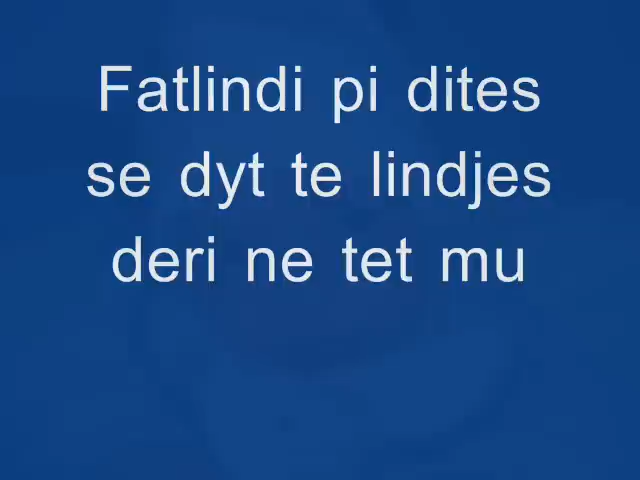 Fatlindi pi dites
se dyt te lindjes
deri ne tet mu